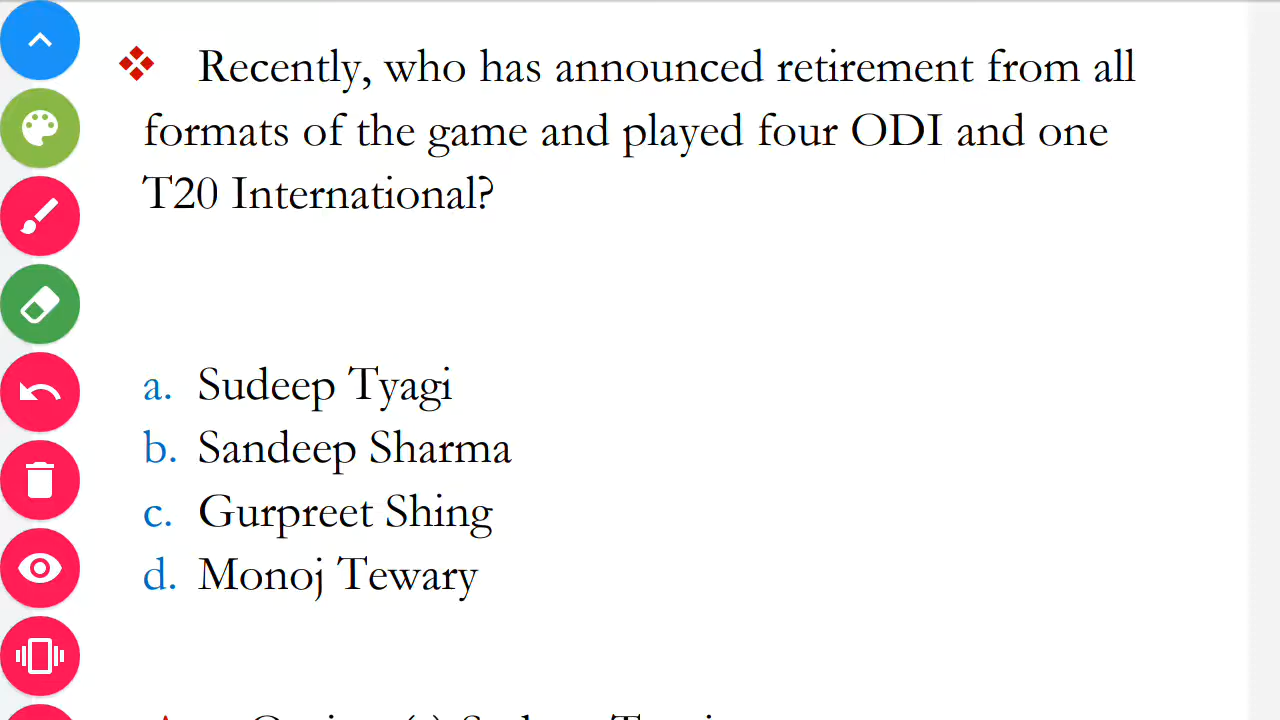 ❖ Recently, who has announced retirement from all
formats of the game and played four ODI and one
T20 International?
a. Sudeep Tyagi
b. Sandeep Sharma
c. Gurpreet Shing
d. Monoj Tewary